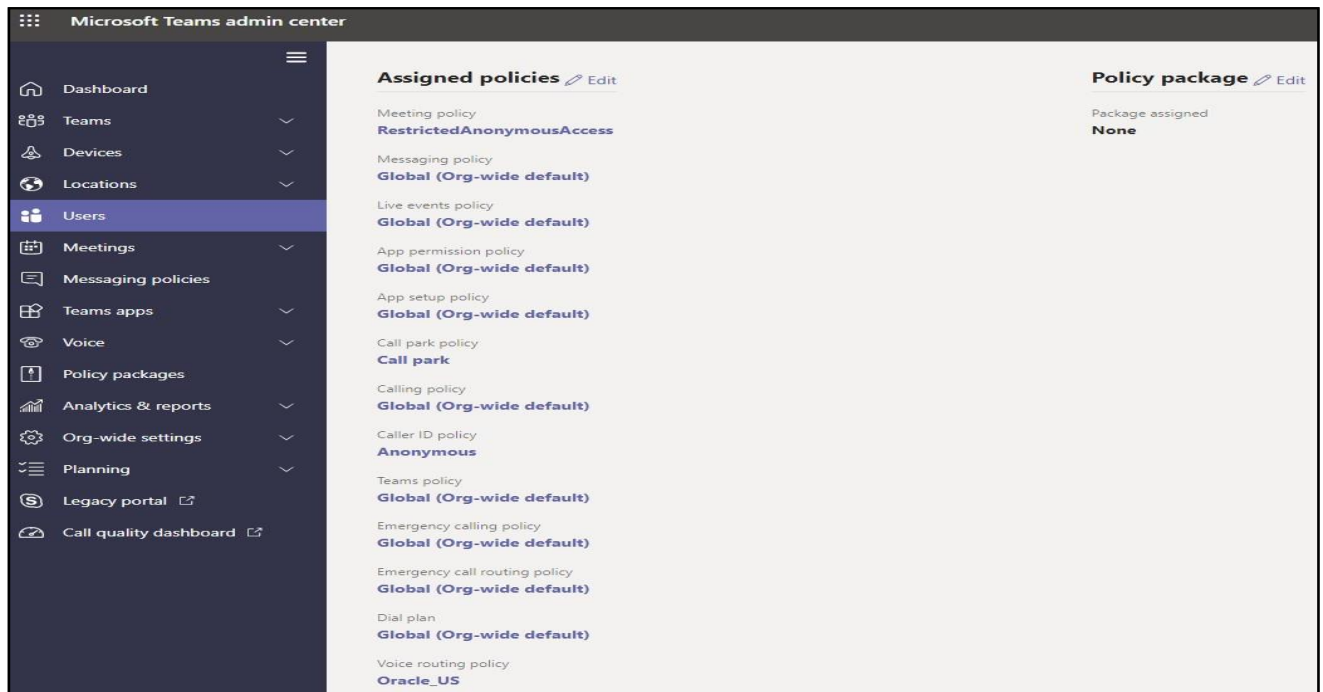 Microsoft Teams admin center
Dashboard
Teams
Devices
Locations
Users
Meetings
Messaging policies
Teams apps
Voice
Policy packages
Analytics & reports
Org-wide settings
Planning
Legacy portal
Call quality dashboard
Assigned policies Edit
Meeting policy
RestrictedAnonymousAccess
Messaging policy
Global (Org-wide default)
Live events policy
Global (Org-wide default)
App permission policy
Global (Org-wide default)
App setup policy
Global (Org-wide default)
Call park policy
Call park
Calling policy
Global (Org-wide default)
Caller ID policy
Anonymous
Teams policy
Global (Org-wide default)
Emergency calling policy
Global (Org-wide default)
Emergency call routing policy
Global (Org-wide default)
Dial plan
Global (Org-wide default)
Voice routing policy
Oracle_US
Policy package Edit
Package assigned
None